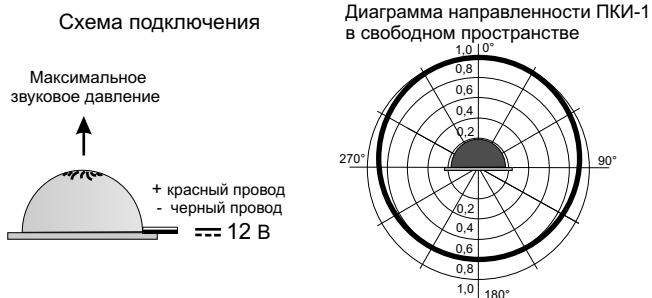 Схема подключения
Максимальное
звуковое давление
+ красный провод
- черный провод
12 В
Диаграмма направленности ПКИ-1
в свободном пространстве
1,0 0°
0,8
0,6
0,4
0,2
270° 90°
0,2
0,4
0,6
0,8
1,0 180°